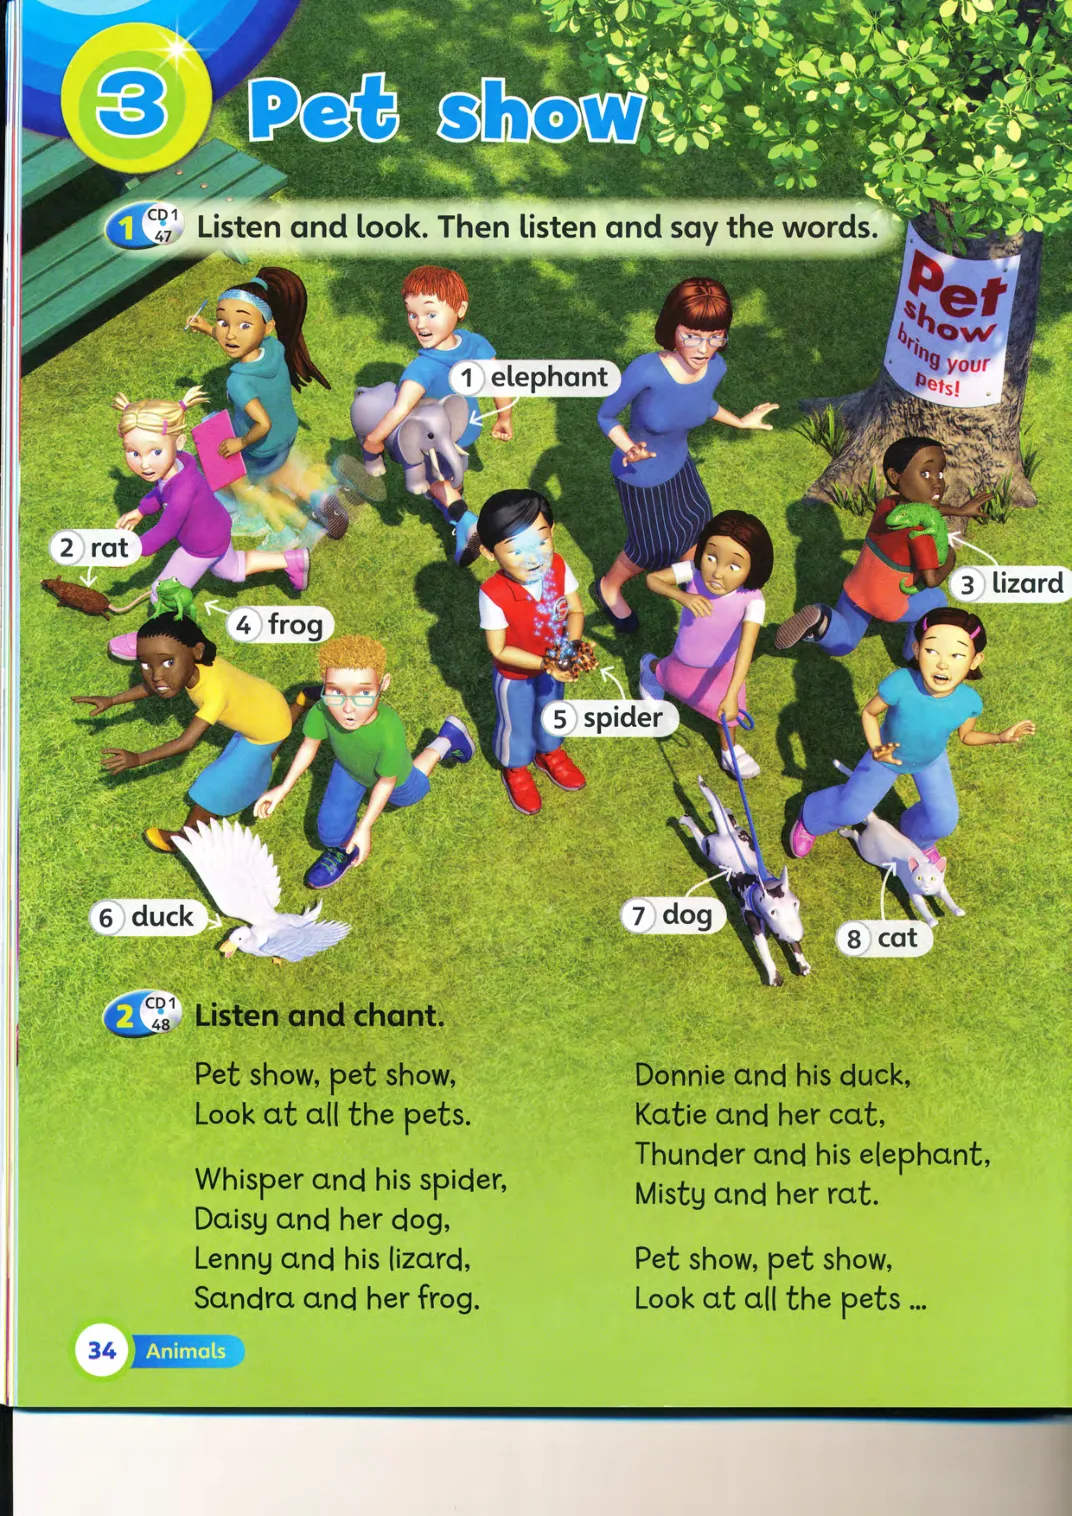 3 Pet show
1 CD1 47 Listen and look. Then listen and say the words.
Pet
show
bring your
pets!
1 elephant
2 rat
3 lizard
4 frog
5 spider
6 duck
7 dog
8 cat
2 CD1 48 Listen and chant.
Pet show, pet show,
Look at all the pets.
Whisper and his spider,
Daisy and her dog,
Lenny and his lizard,
Sandra and her frog.
Donnie and his duck,
Katie and her cat,
Thunder and his elephant,
Misty and her rat.
Pet show, pet show,
Look at all the pets ...
34 Animals